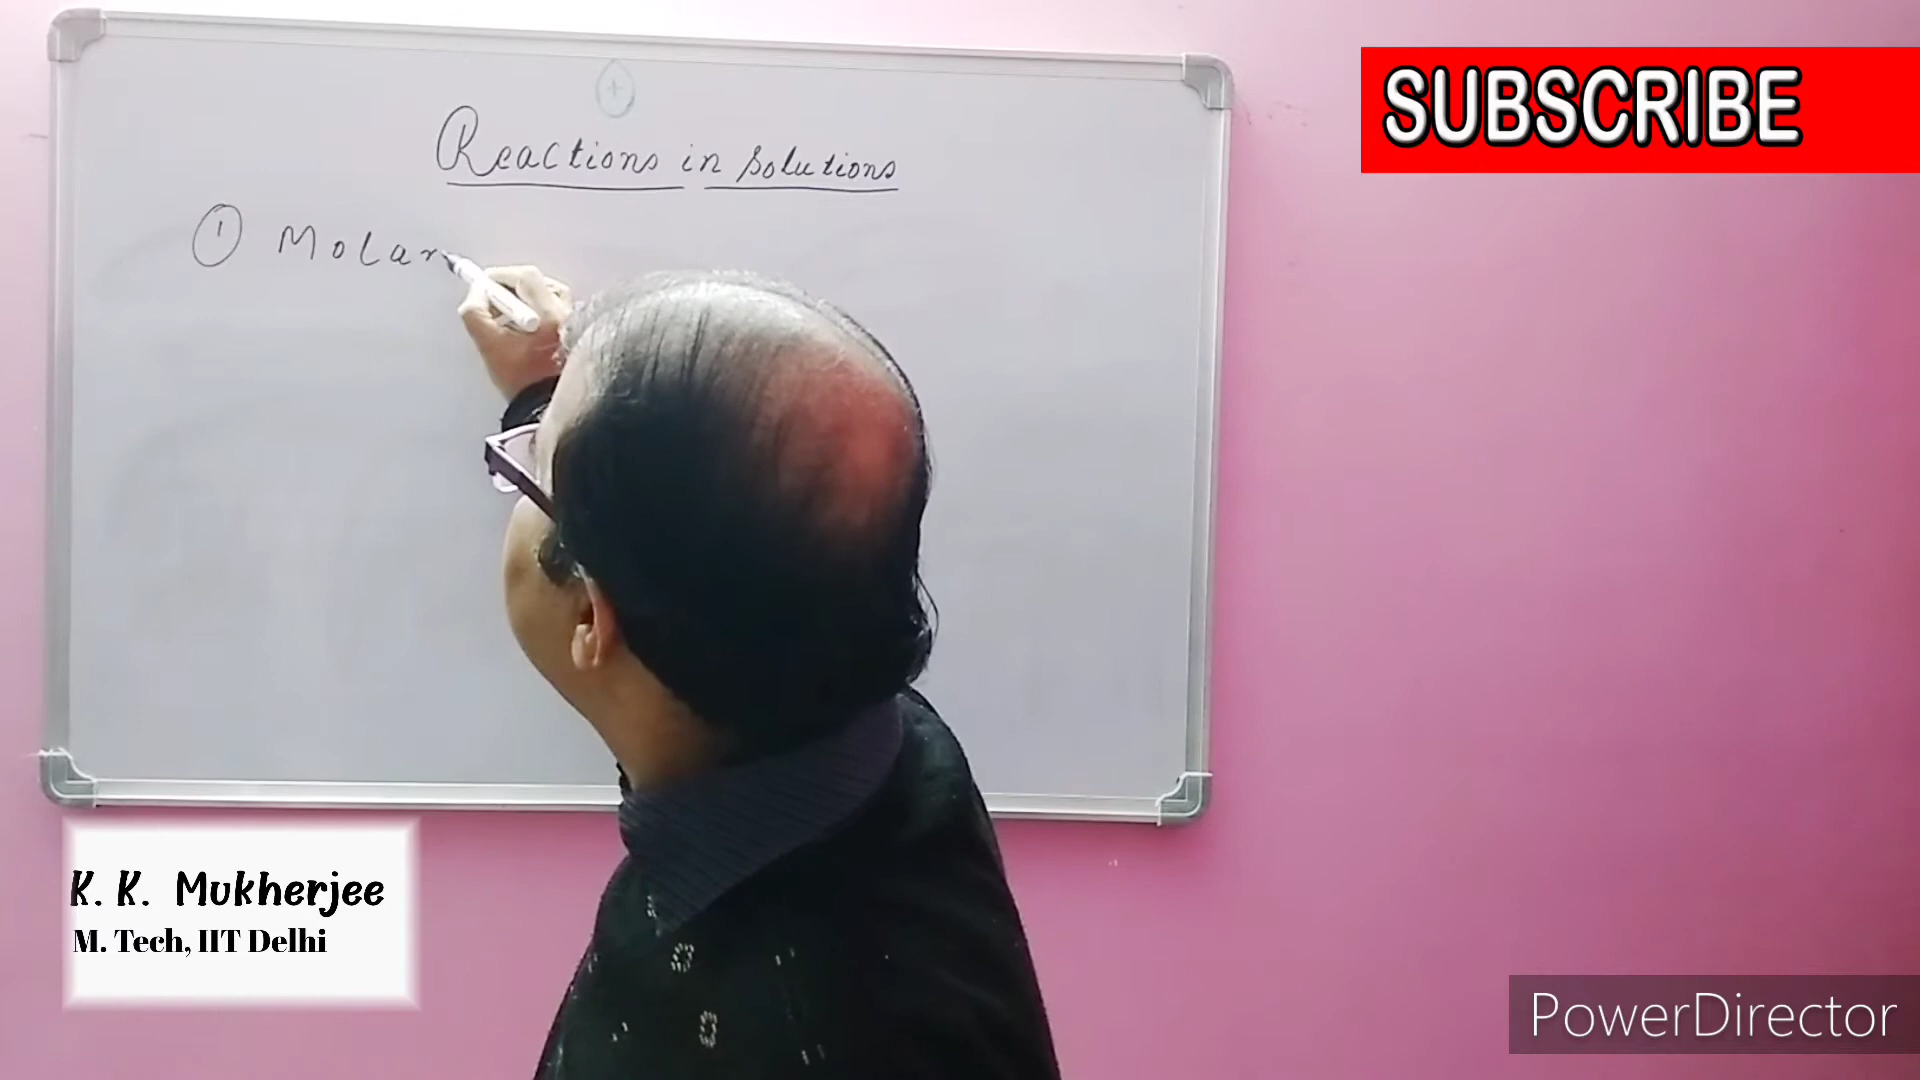 SUBSCRIBE
+
Reactions in solutions
1 Molar
K. K. Mukherjee
M. Tech, IIT Delhi
PowerDirector